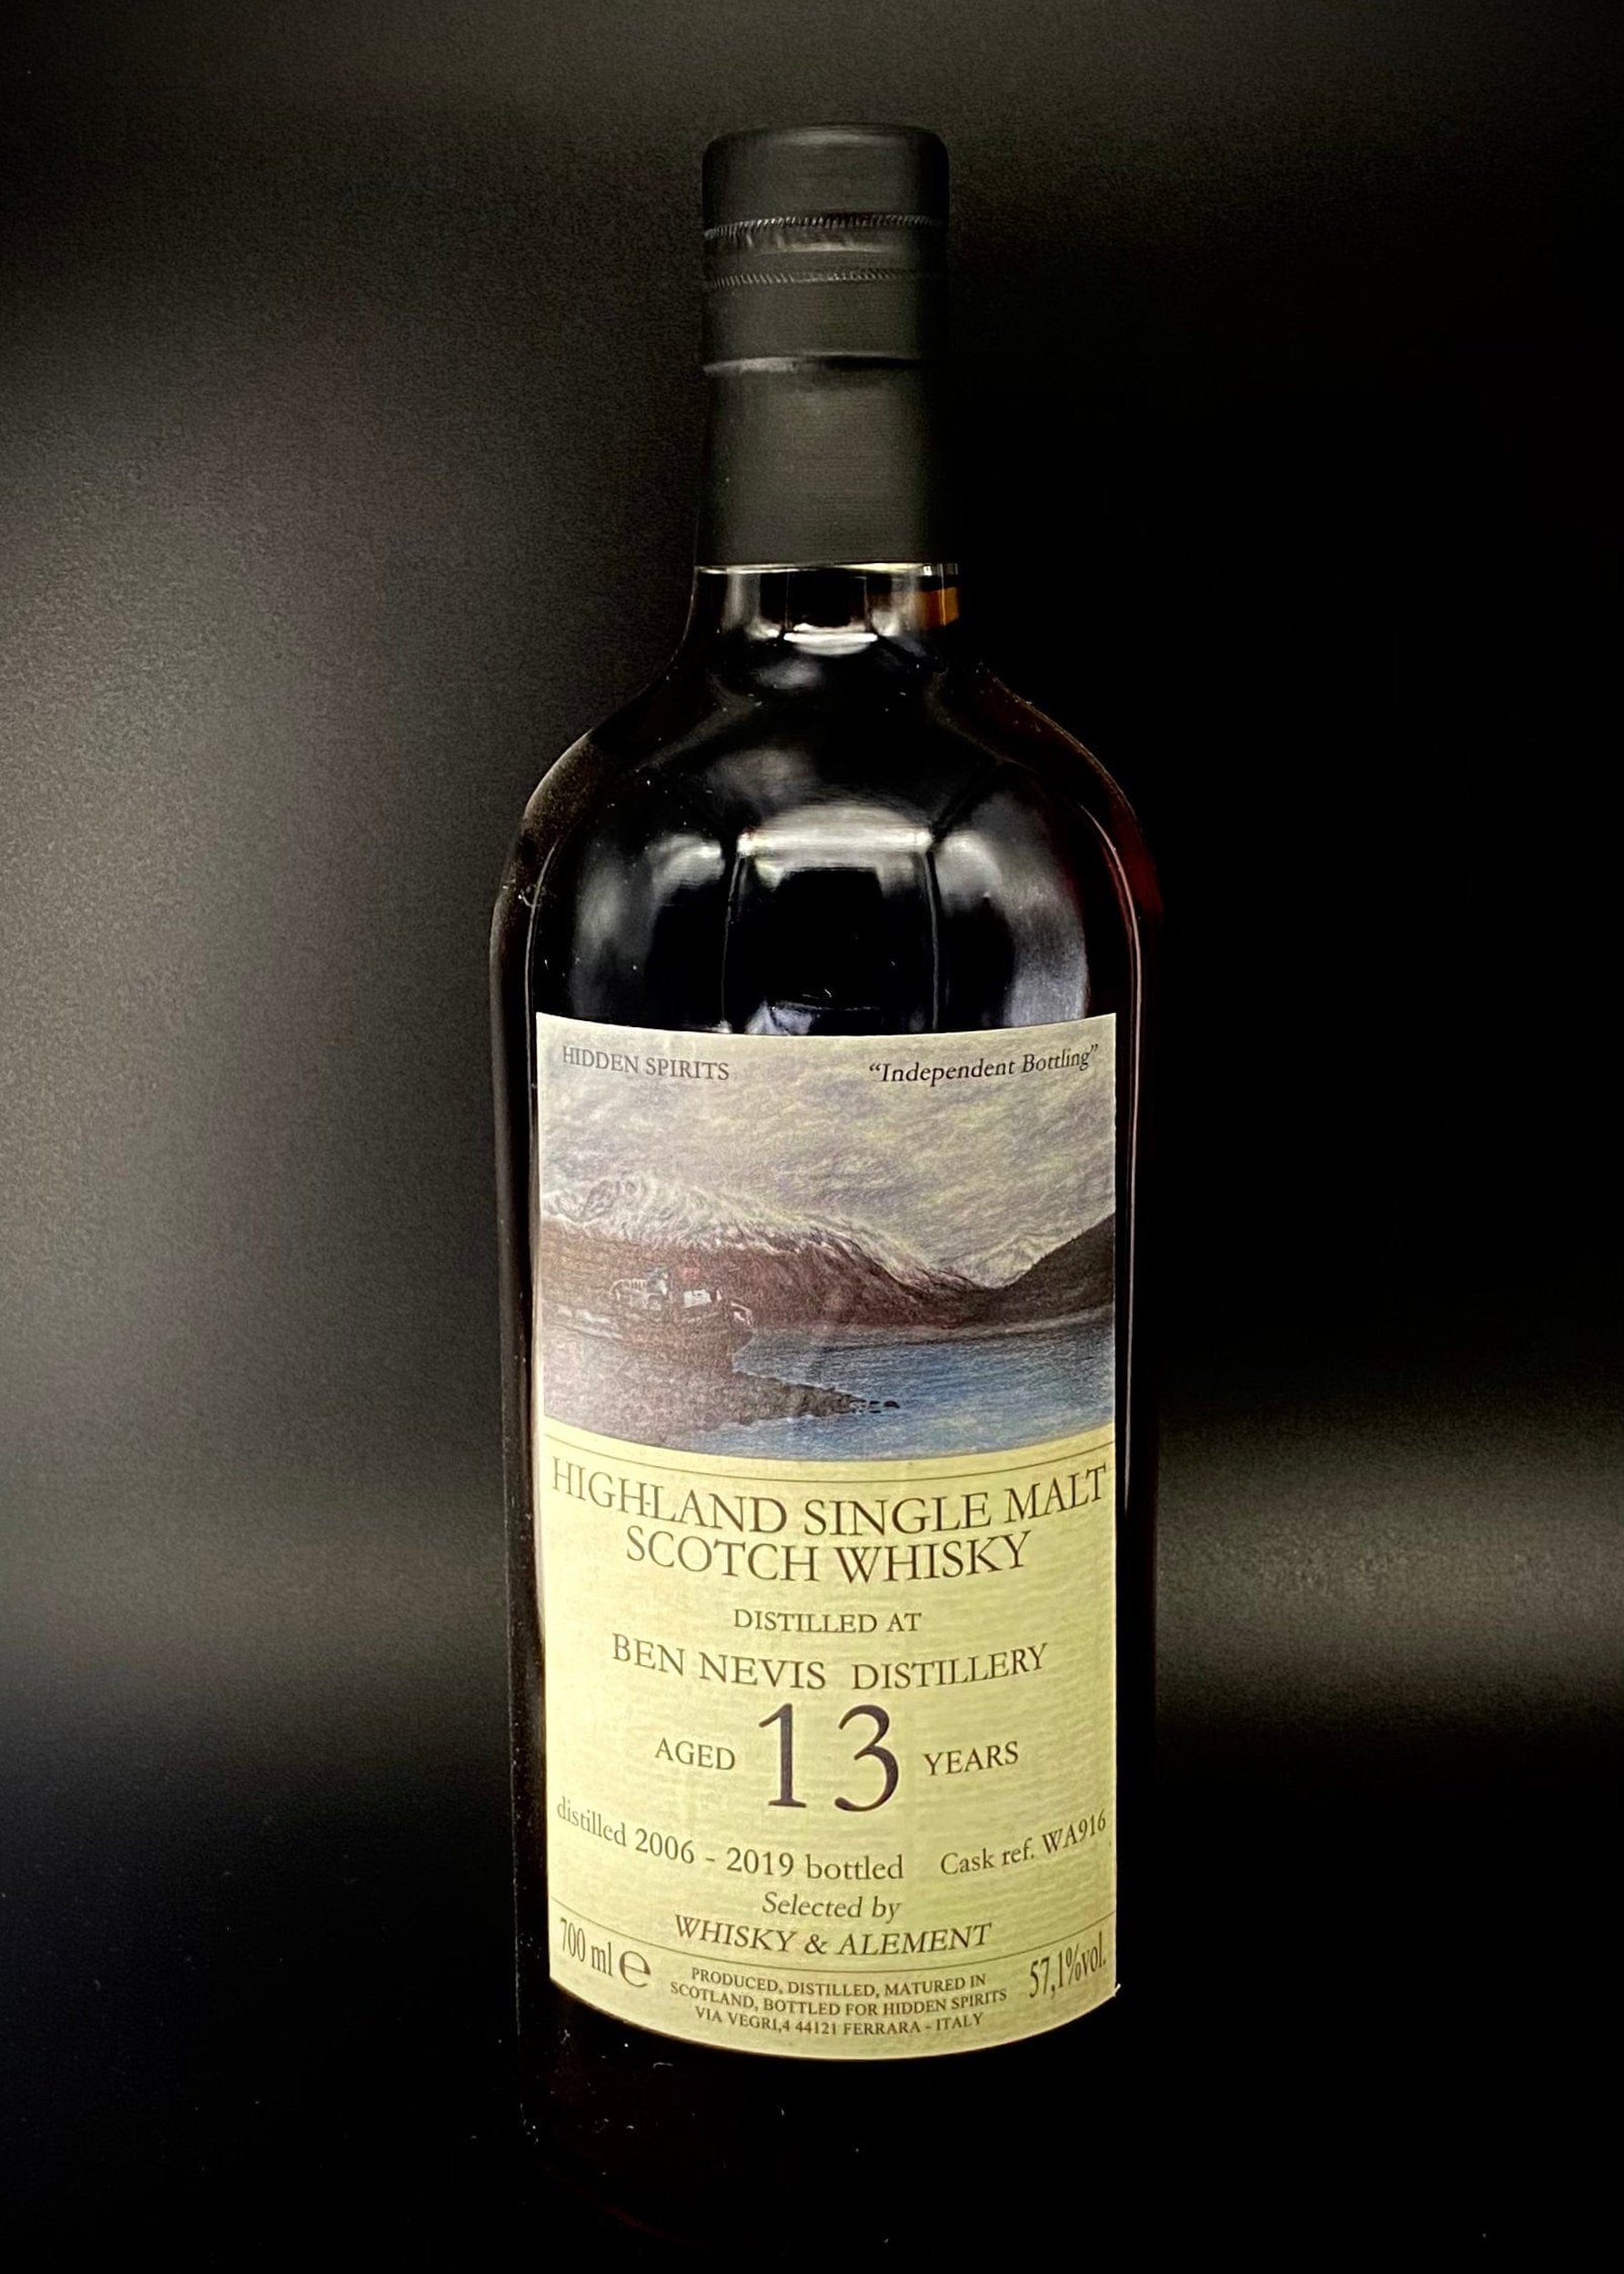 HIDDEN SPIRITS "Independent Bottling"
HIGHLAND SINGLE MALT
SCOTCH WHISKY
DISTILLED AT
BEN NEVIS DISTILLERY
AGED 13 YEARS
distilled 2006 - 2019 bottled Cask ref. WA916
Selected by
WHISKY & ALEMENT
700 ml e
PRODUCED, DISTILLED, MATURED IN
SCOTLAND, BOTTLED FOR HIDDEN SPIRITS
VIA VEGRI,4 44121 FERRARA - ITALY
57,1%vol.